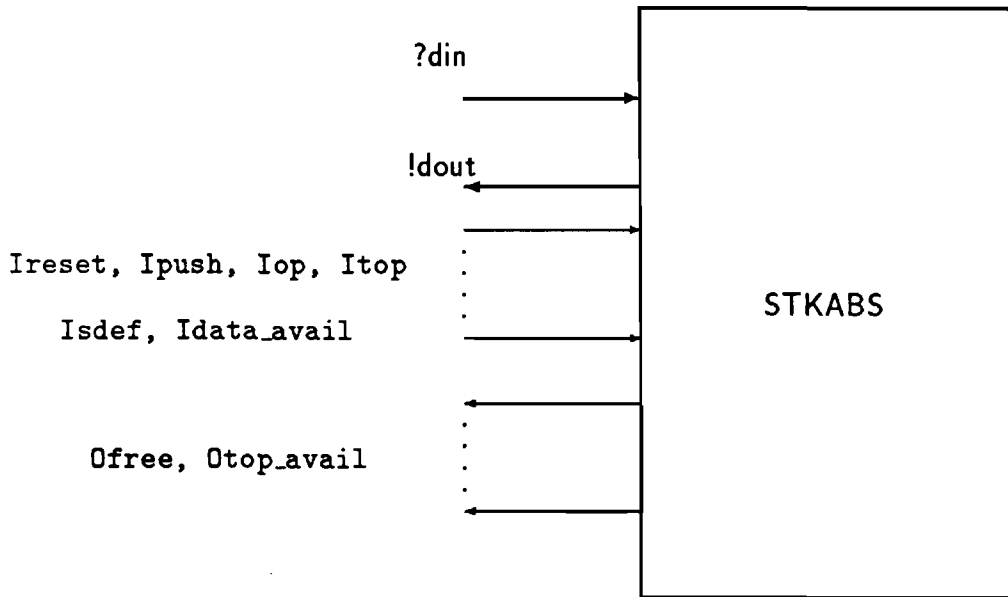 ?din
!dout
Ireset, Ipush, Iop, Itop
STKABS
Isdef, Idata_avail
Ofree, Otop_avail